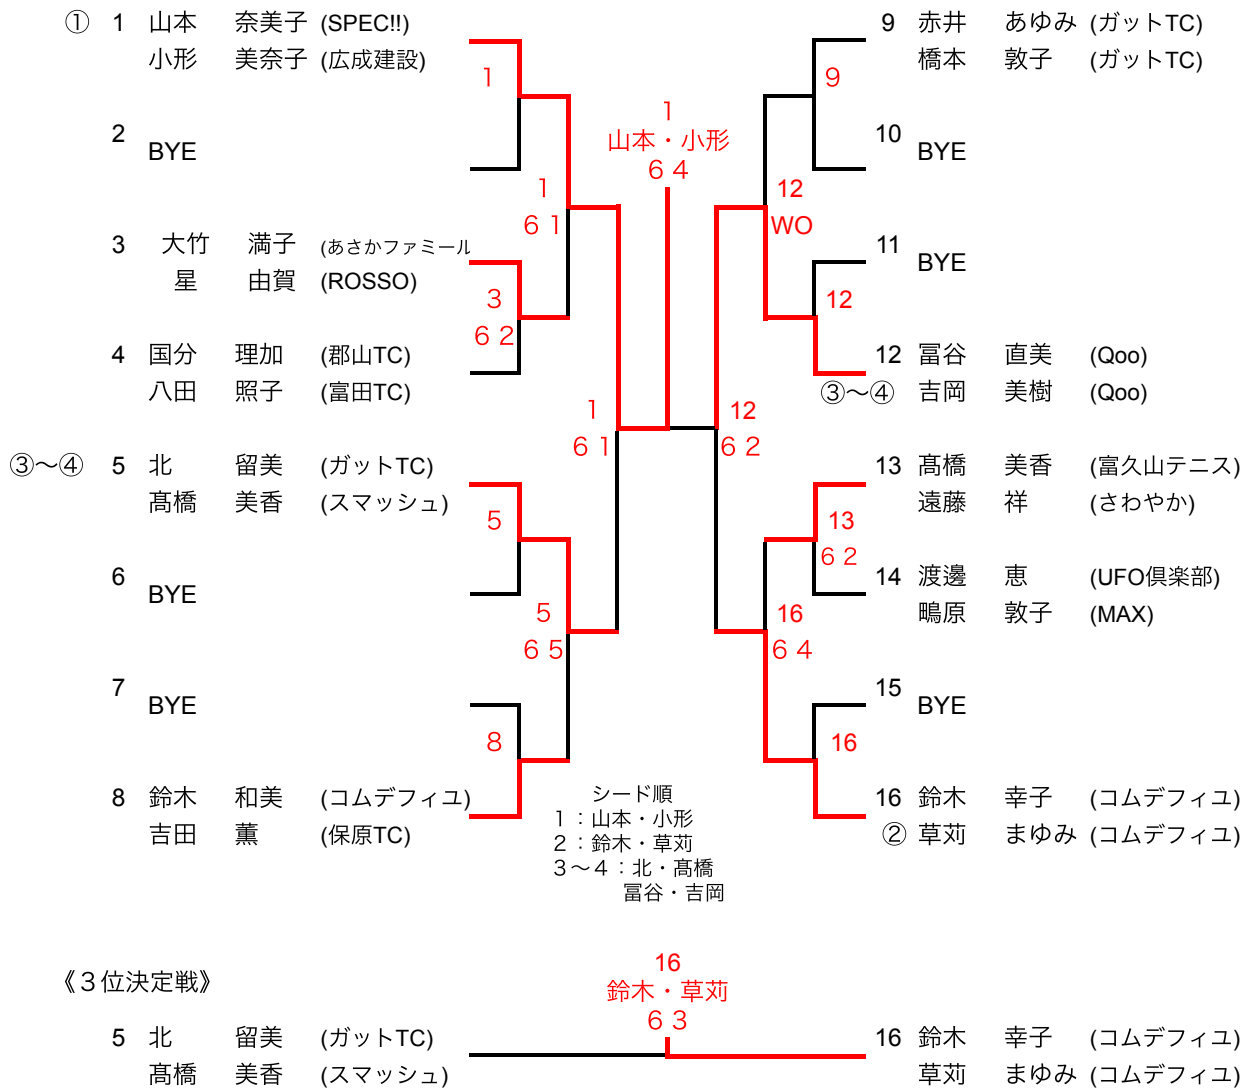 ① 1 山本 奈美子 (SPEC!!)
小形 美奈子 (広成建設)
1
2 BYE
1
6 1
3 大竹 満子 (あさかファミール
星 由賀 (ROSSO)
3
6 2
4 国分 理加 (郡山TC)
八田 照子 (富田TC)
1
6 1
③～④ 5 北 留美 (ガットTC)
髙橋 美香 (スマッシュ)
5
6 BYE
5
6 5
7 BYE
8
8 鈴木 和美 (コムデフィユ)
吉田 薫 (保原TC)
1
山本・小形
6 4
9 赤井 あゆみ (ガットTC)
橋本 敦子 (ガットTC)
9
10 BYE
12
WO
11 BYE
12
12 冨谷 直美 (Qoo)
③～④ 吉岡 美樹 (Qoo)
12
6 2
13 髙橋 美香 (富久山テニス)
遠藤 祥 (さわやか)
13
6 2
14 渡邊 恵 (UFO倶楽部)
鴫原 敦子 (MAX)
16
6 4
15 BYE
16
16 鈴木 幸子 (コムデフィユ)
② 草苅 まゆみ (コムデフィユ)
シード順
1：山本・小形
2：鈴木・草苅
3～4：北・髙橋
冨谷・吉岡
《３位決定戦》
16
鈴木・草苅
6 3
5 北 留美 (ガットTC)
髙橋 美香 (スマッシュ)
16 鈴木 幸子 (コムデフィユ)
草苅 まゆみ (コムデフィユ)